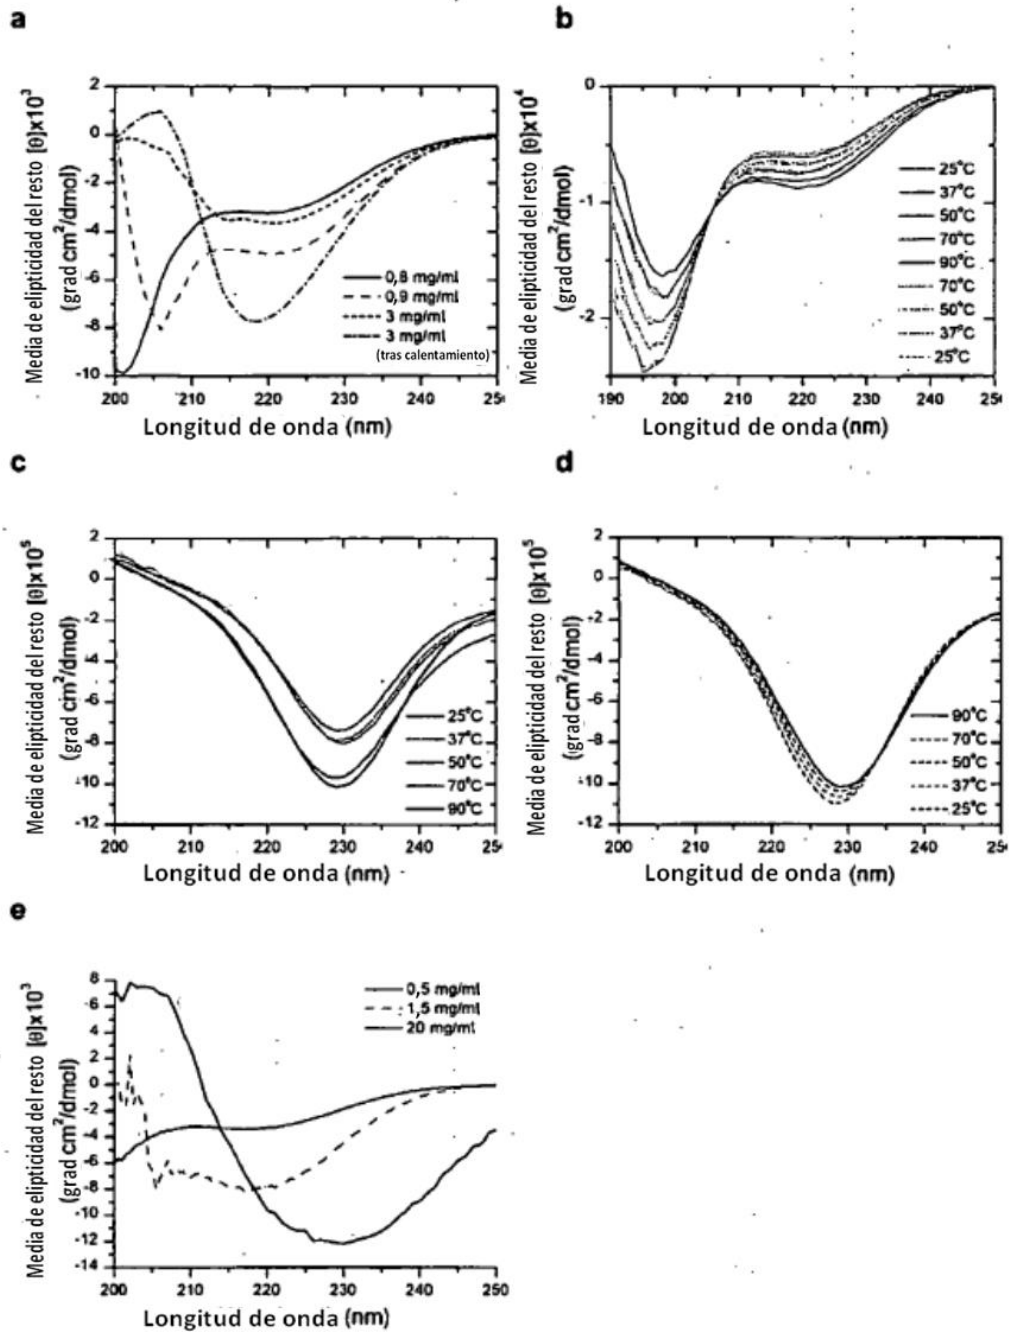 a
Media de elipticidad del resto [θ]x10³
(grad cm²/dmol)
2
0
-2
-4
-6
-8
-10
0,8 mg/ml
0,9 mg/ml
3 mg/ml
3 mg/ml
(tras calentamiento)
200 210 220 230 240 25
Longitud de onda (nm)
b
Media de elipticidad del resto [θ]x10⁴
(grad cm²/dmol)
0
-1
-2
25°C
37°C
50°C
70°C
90°C
70°C
50°C
37°C
25°C
190 200 210 220 230 240 25
Longitud de onda (nm)
c
Media de elipticidad del resto [θ]x10⁵
(grad cm²/dmol)
2
0
-2
-4
-6
-8
-10
-12
25°C
37°C
50°C
70°C
90°C
200 210 220 230 240 25
Longitud de onda (nm)
d
Media de elipticidad del resto [θ]x10⁵
(grad cm²/dmol)
2
0
-2
-4
-6
-8
-10
-12
90°C
70°C
50°C
37°C
25°C
200 210 220 230 240 25
Longitud de onda (nm)
e
Media de elipticidad del resto [θ]x10³
(grad cm²/dmol)
8
6
4
2
0
-2
-4
-6
-8
-10
-12
-14
0,5 mg/ml
1,5 mg/ml
20 mg/ml
200 210 220 230 240 250
Longitud de onda (nm)